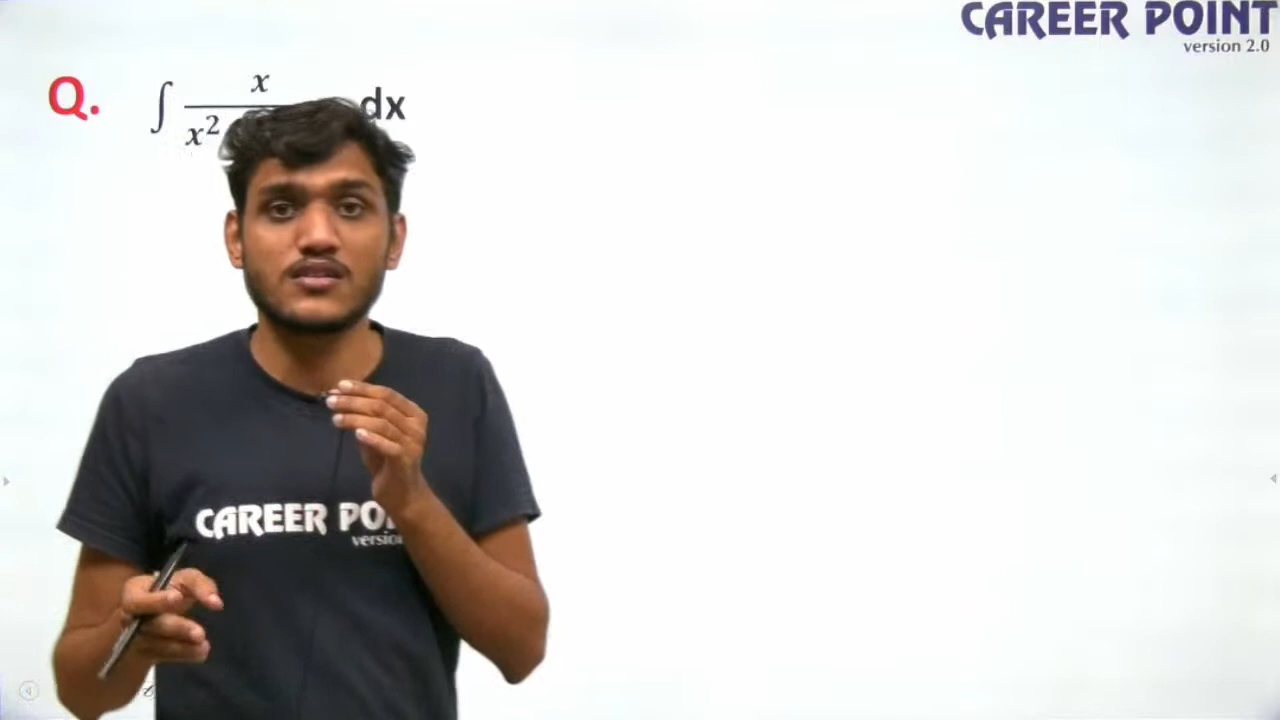 CAREER POINT
version 2.0
Q. ∫ x / x² dx
CAREER PO
versio